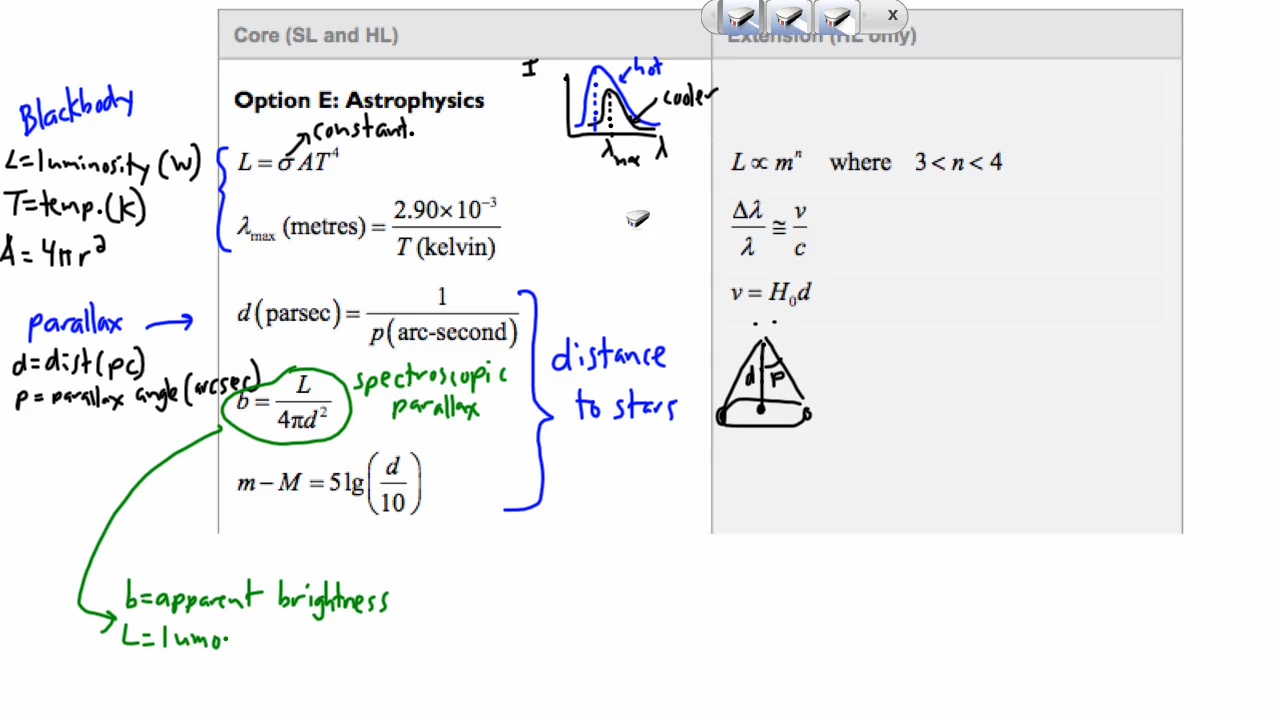 Core (SL and HL)
Extension (HL only)
x
Option E: Astrophysics
constant.
L = σ AT⁴
λmax (metres) = 2.90×10⁻³ / T (kelvin)
d (parsec) = 1 / p(arc-second)
b = L / 4πd²
m − M = 5 lg(d/10)
Blackbody
L=luminosity (W)
T=temp.(K)
A = 4πr²
parallax →
d=dist(pc)
p = parallax angle (arcsec)
spectroscopic
parallax
distance
to stars
I
hot
cooler
λmax
λ
L ∝ mⁿ where 3 < n < 4
Δλ/λ ≅ v/c
v = H₀d
d
p
b=apparent brightness
L=lumo